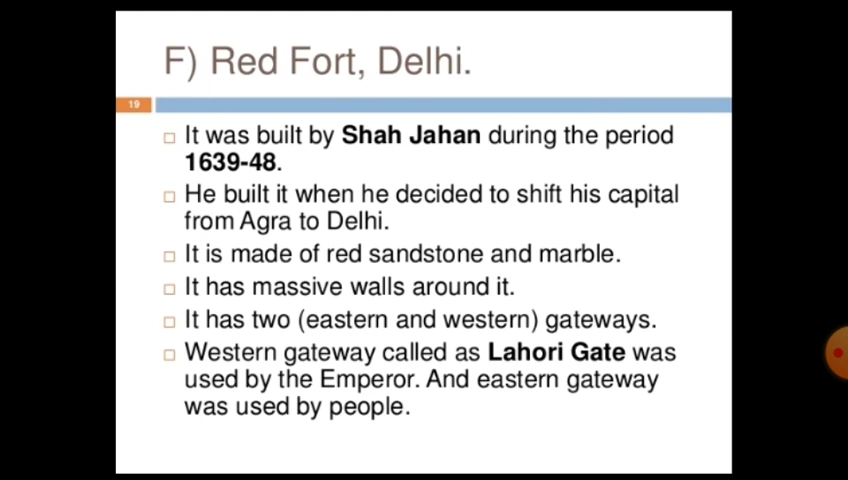 F) Red Fort, Delhi.
19
It was built by Shah Jahan during the period
1639-48.
He built it when he decided to shift his capital
from Agra to Delhi.
It is made of red sandstone and marble.
It has massive walls around it.
It has two (eastern and western) gateways.
Western gateway called as Lahori Gate was
used by the Emperor. And eastern gateway
was used by people.